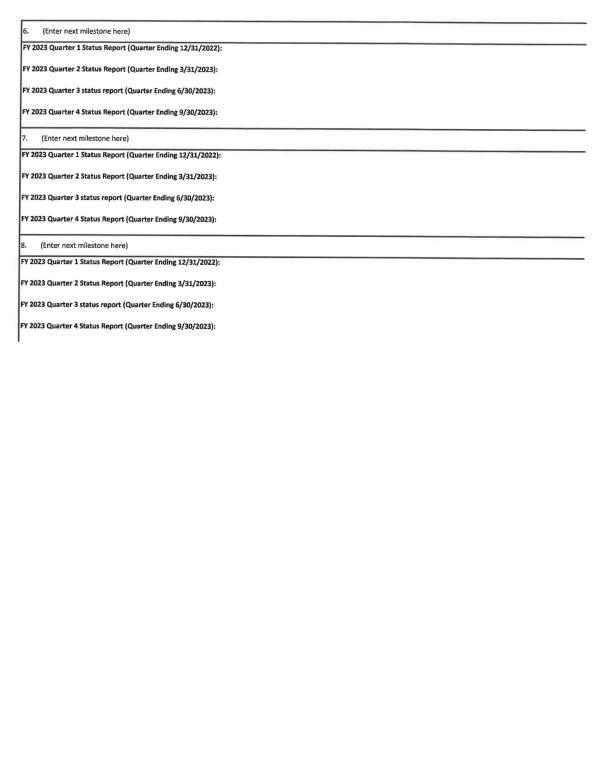 6. (Enter next milestone here)
FY 2023 Quarter 1 Status Report (Quarter Ending 12/31/2022):
FY 2023 Quarter 2 Status Report (Quarter Ending 3/31/2023):
FY 2023 Quarter 3 status report (Quarter Ending 6/30/2023):
FY 2023 Quarter 4 Status Report (Quarter Ending 9/30/2023):
7. (Enter next milestone here)
FY 2023 Quarter 1 Status Report (Quarter Ending 12/31/2022):
FY 2023 Quarter 2 Status Report (Quarter Ending 3/31/2023):
FY 2023 Quarter 3 status report (Quarter Ending 6/30/2023):
FY 2023 Quarter 4 Status Report (Quarter Ending 9/30/2023):
8. (Enter next milestone here)
FY 2023 Quarter 1 Status Report (Quarter Ending 12/31/2022):
FY 2023 Quarter 2 Status Report (Quarter Ending 3/31/2023):
FY 2023 Quarter 3 status report (Quarter Ending 6/30/2023):
FY 2023 Quarter 4 Status Report (Quarter Ending 9/30/2023):